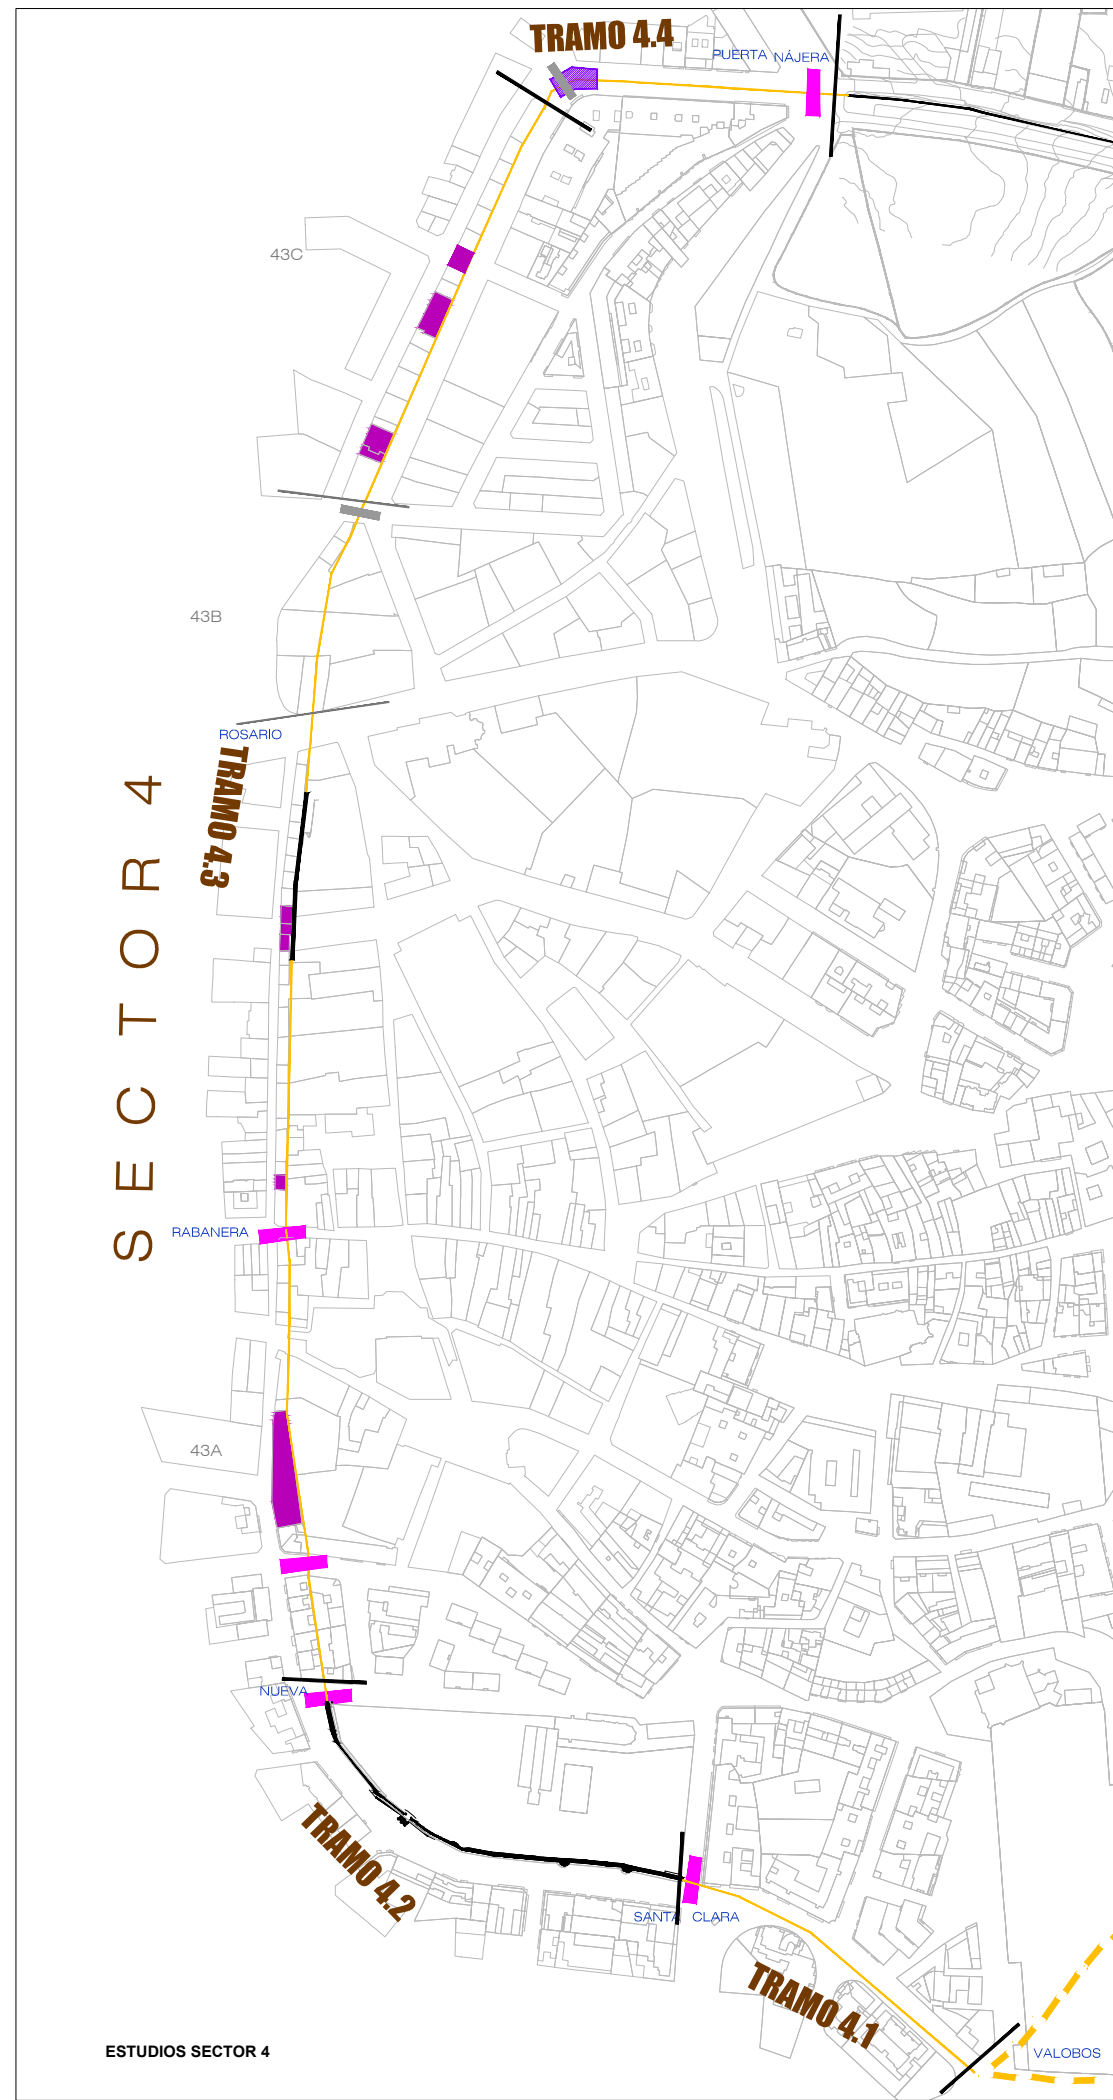 TRAMO 4.4
PUERTA NÁJERA
43C
43B
ROSARIO
TRAMO 4.3
SECTOR 4
RABANERA
43A
NUEVA
TRAMO 4.2
SANTA CLARA
TRAMO 4.1
VALOBOS
ESTUDIOS SECTOR 4